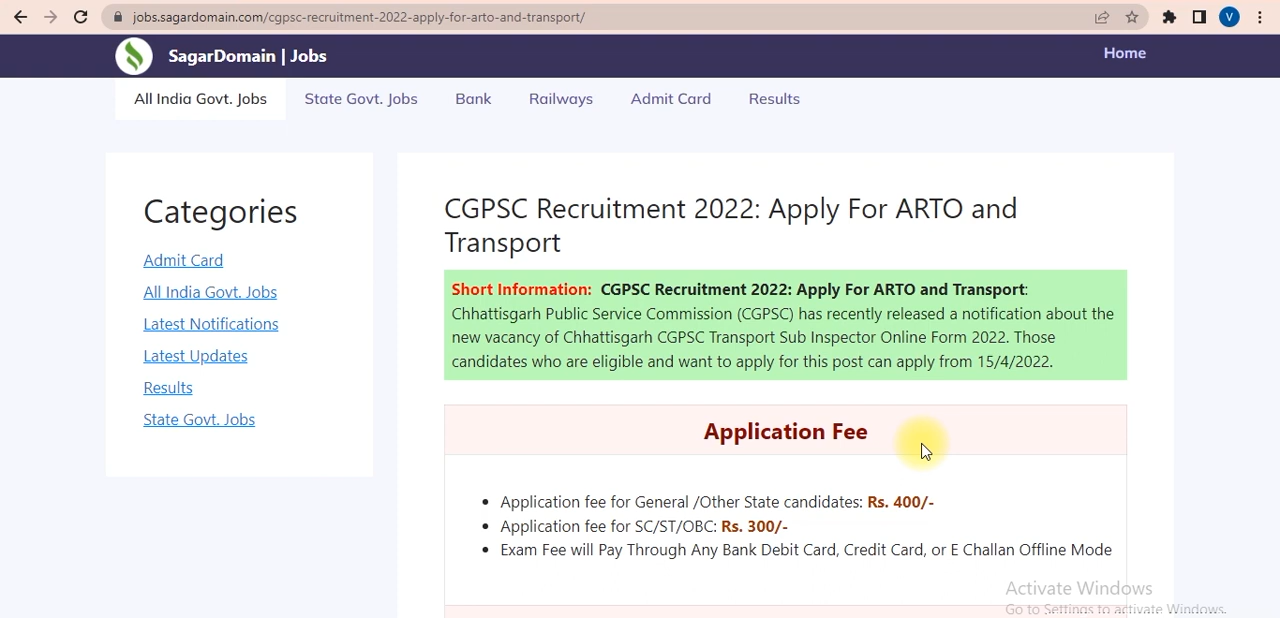 jobs.sagardomain.com/cgpsc-recruitment-2022-apply-for-arto-and-transport/
V
SagarDomain | Jobs
Home
All India Govt. Jobs
State Govt. Jobs
Bank
Railways
Admit Card
Results
Categories
Admit Card
All India Govt. Jobs
Latest Notifications
Latest Updates
Results
State Govt. Jobs
CGPSC Recruitment 2022: Apply For ARTO and
Transport
Short Information: CGPSC Recruitment 2022: Apply For ARTO and Transport:
Chhattisgarh Public Service Commission (CGPSC) has recently released a notification about the
new vacancy of Chhattisgarh CGPSC Transport Sub Inspector Online Form 2022. Those
candidates who are eligible and want to apply for this post can apply from 15/4/2022.
Application Fee
• Application fee for General /Other State candidates: Rs. 400/-
• Application fee for SC/ST/OBC: Rs. 300/-
• Exam Fee will Pay Through Any Bank Debit Card, Credit Card, or E Challan Offline Mode
Activate Windows
Go to Settings to activate Windows.